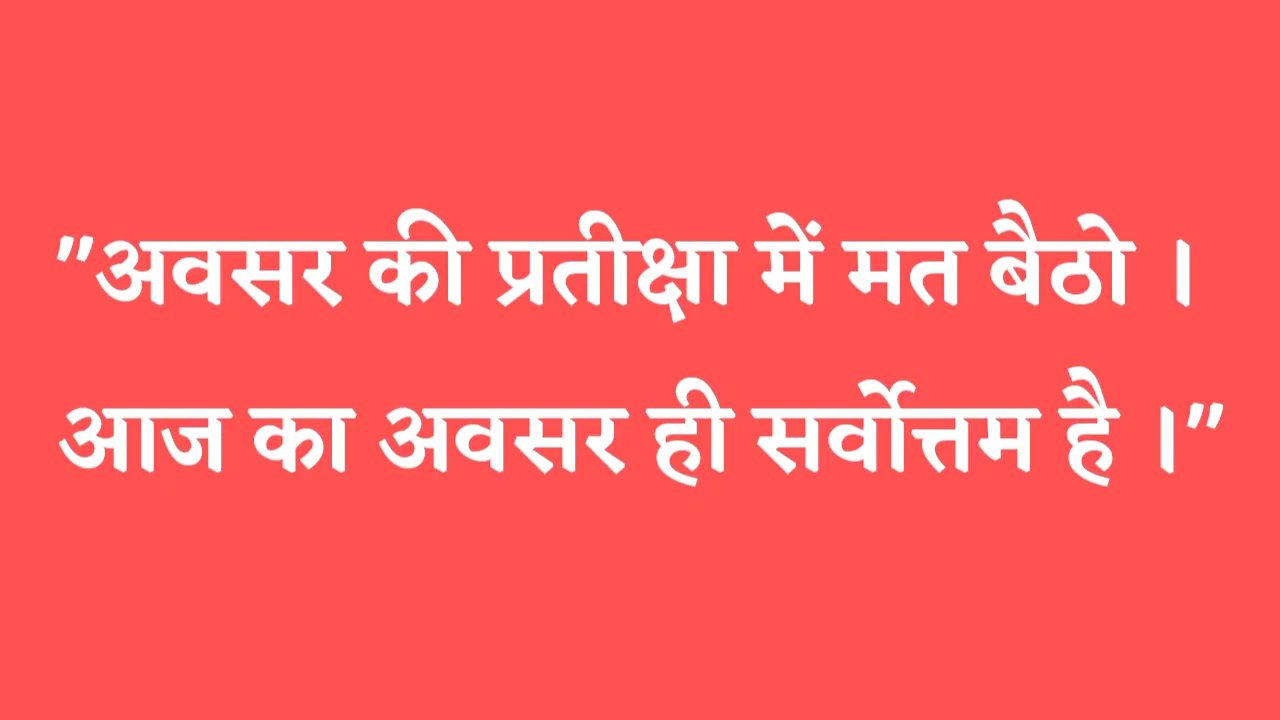 "अवसर की प्रतीक्षा में मत बैठो ।
आज का अवसर ही सर्वोत्तम है ।"